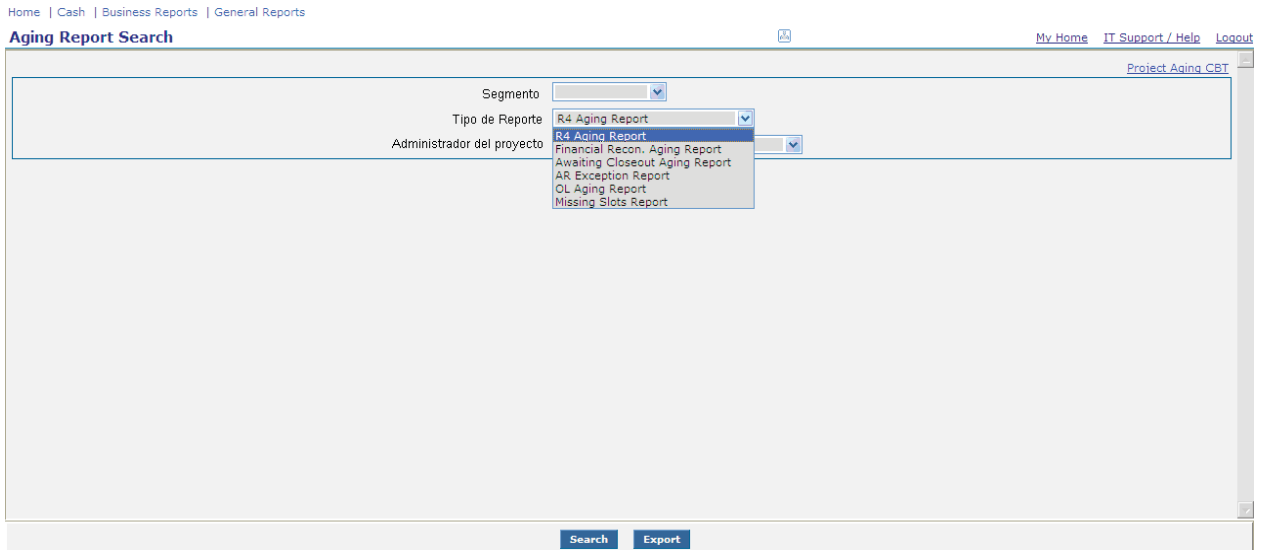 Home | Cash | Business Reports | General Reports
Aging Report Search
My Home IT Support / Help Logout
Project Aging CBT
Segmento
Tipo de Reporte R4 Aging Report
R4 Aging Report
Administrador del proyecto
Financial Recon. Aging Report
Awaiting Closeout Aging Report
AR Exception Report
OL Aging Report
Missing Slots Report
Search Export